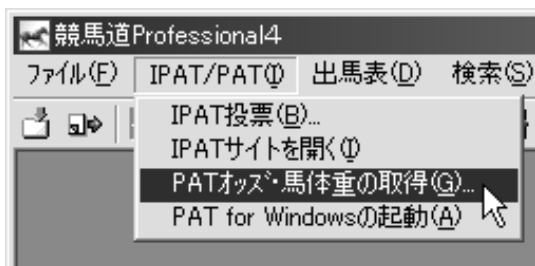 競馬道Professional4
ファイル(F) IPAT/PAT(I) 出馬表(D) 検索(S)
IPAT投票(B)...
IPATサイトを開く(I)
PATオッズ・馬体重の取得(G)...
PAT for Windowsの起動(A)